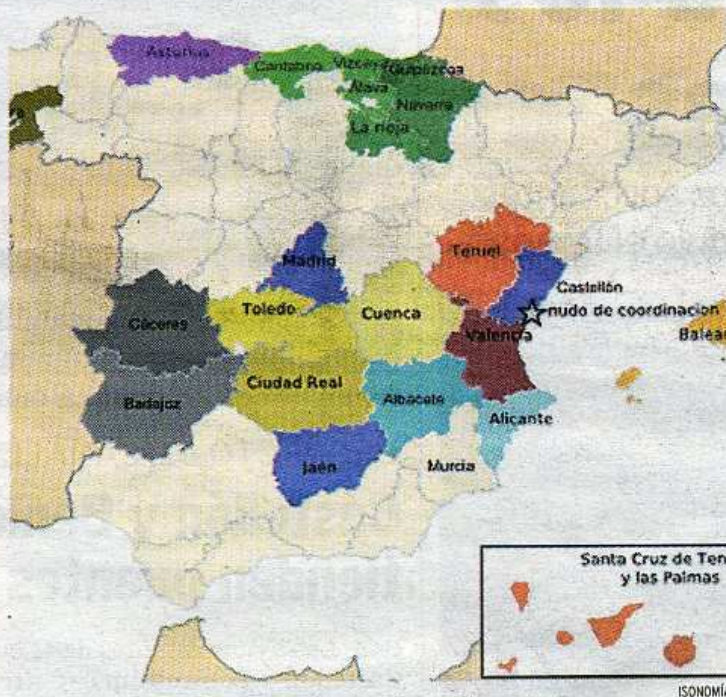 Asturias
Cantabria
Vizcaya
Guipúzcoa
Álava
Navarra
La rioja
Madrid
Teruel
Castellón
nudo de coordinacion
Cáceres
Toledo
Cuenca
Valencia
Balear
Ciudad Real
Badajoz
Albacete
Alicante
Jaén
Murcia
Santa Cruz de Ten
y las Palmas
ISONOMÍ